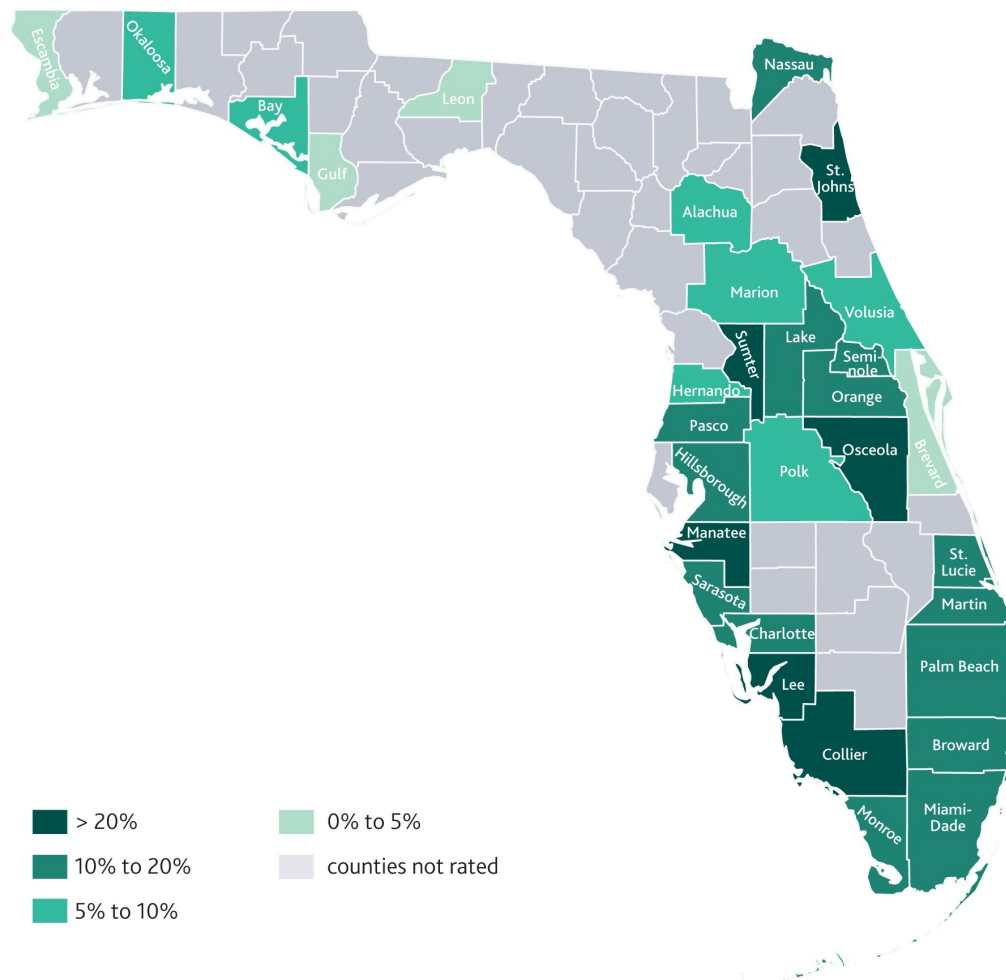 Escambia
Okaloosa
Bay
Gulf
Leon
Nassau
St.
Johns
Alachua
Marion
Volusia
Sumter
Lake
Semi-
nole
Hernando
Orange
Pasco
Osceola
Brevard
Hillsborough
Polk
Manatee
St.
Lucie
Sarasota
Martin
Charlotte
Palm Beach
Lee
Collier
Broward
Monroe
Miami-
Dade
> 20%
10% to 20%
5% to 10%
0% to 5%
counties not rated